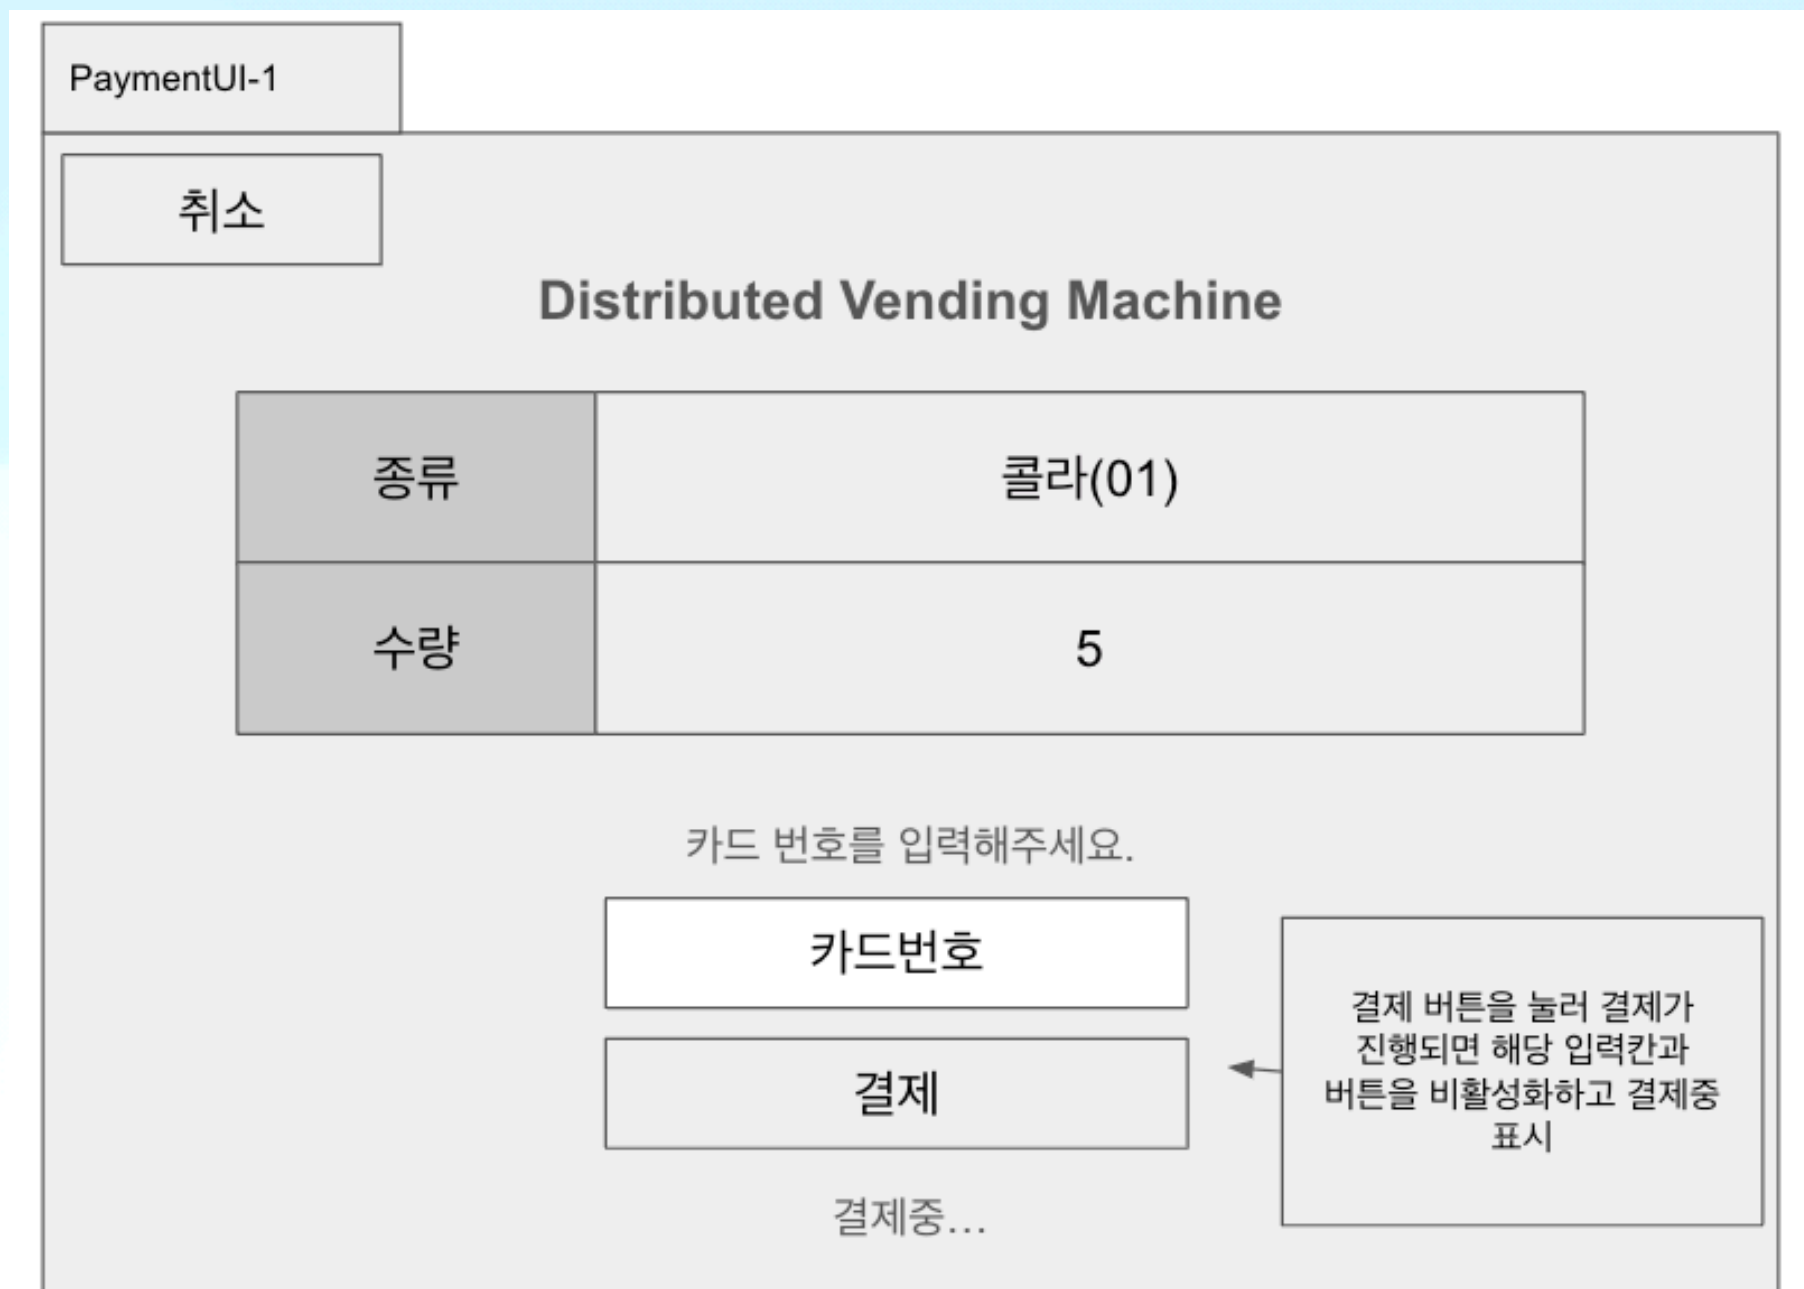 PaymentUI-1
취소
Distributed Vending Machine
종류
콜라(01)
수량
5
카드 번호를 입력해주세요.
카드번호
결제
결제 버튼을 눌러 결제가
진행되면 해당 입력칸과
버튼을 비활성화하고 결제중
표시
결제중...